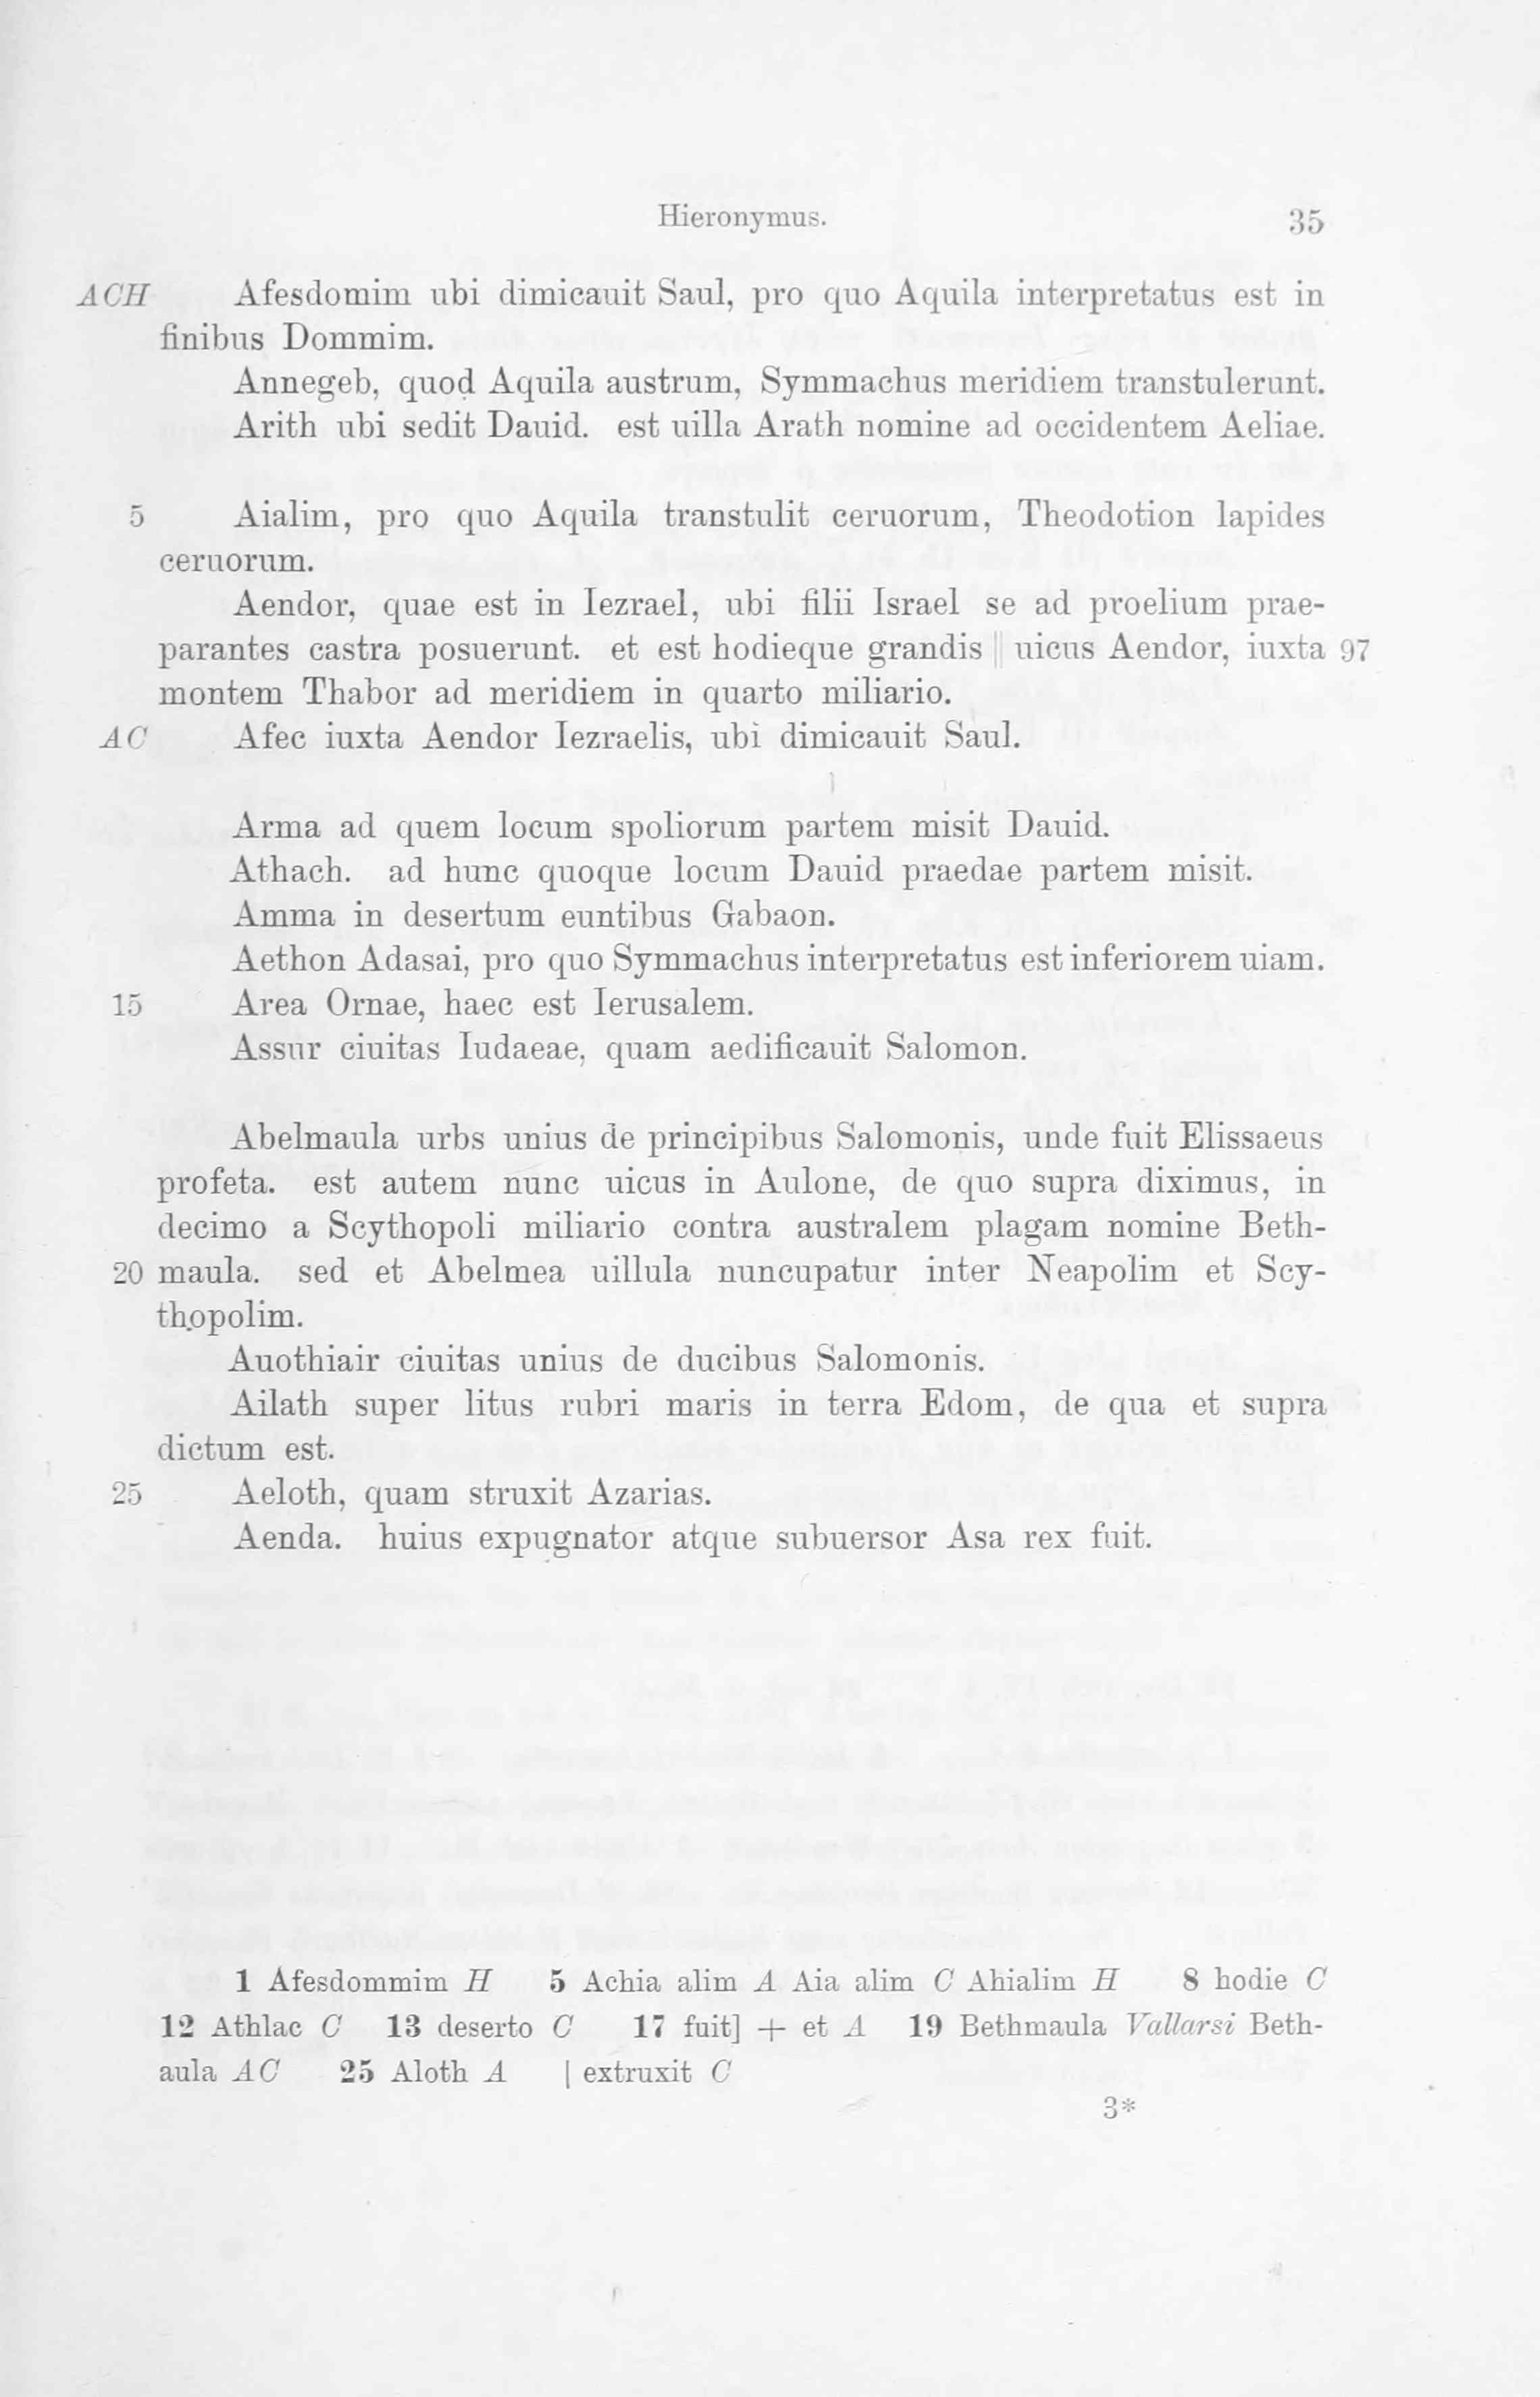 Hieronymus. 35
ACH Afesdomim ubi dimicauit Saul, pro quo Aquila interpretatus est in
finibus Dommim.
Annegeb, quod Aquila austrum, Symmachus meridiem transtulerunt.
Arith ubi sedit Dauid. est uilla Arath nomine ad occidentem Aeliae.
5 Aialim, pro quo Aquila transtulit ceruorum, Theodotion lapides
ceruorum.
Aendor, quae est in Iezrael, ubi filii Israel se ad proelium prae-
parantes castra posuerunt. et est hodieque grandis || uicus Aendor, iuxta 97
montem Thabor ad meridiem in quarto miliario.
AC Afec iuxta Aendor Iezraelis, ubi dimicauit Saul.
Arma ad quem locum spoliorum partem misit Dauid.
Athach. ad hunc quoque locum Dauid praedae partem misit.
Amma in desertum euntibus Gabaon.
Aethon Adasai, pro quo Symmachus interpretatus est inferiorem uiam.
15 Area Ornae, haec est Ierusalem.
Assur ciuitas Iudaeae, quam aedificauit Salomon.
Abelmaula urbs unius de principibus Salomonis, unde fuit Elissaeus
profeta. est autem nunc uicus in Aulone, de quo supra diximus, in
decimo a Scythopoli miliario contra australem plagam nomine Beth-
20 maula. sed et Abelmea uillula nuncupatur inter Neapolim et Scy-
thopolim.
Auothiair ciuitas unius de ducibus Salomonis.
Ailath super litus rubri maris in terra Edom, de qua et supra
dictum est.
25 Aeloth, quam struxit Azarias.
Aenda. huius expugnator atque subuersor Asa rex fuit.
1 Afesdommim H 5 Achia alim A Aia alim C Ahialim H 8 hodie C
12 Athlac C 13 deserto C 17 fuit] + et A 19 Bethmaula Vallarsi Beth-
aula AC 25 Aloth A | extruxit C
3*